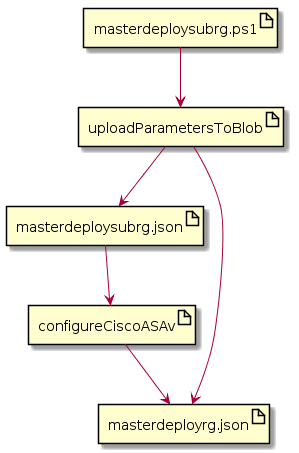 masterdeploysubrg.ps1
uploadParametersToBlob
masterdeploysubrg.json
configureCiscoASAv
masterdeployrg.json